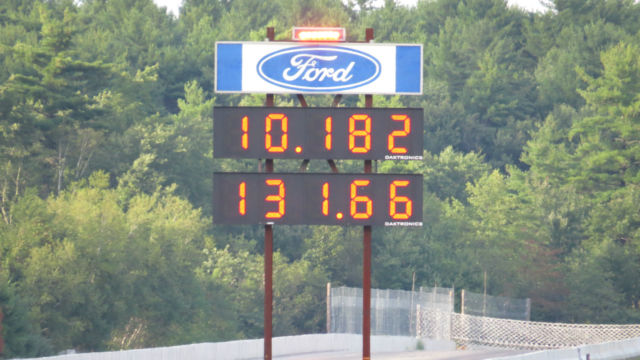 Ford
10.182
DAKTRONICS
131.66
DAKTRONICS